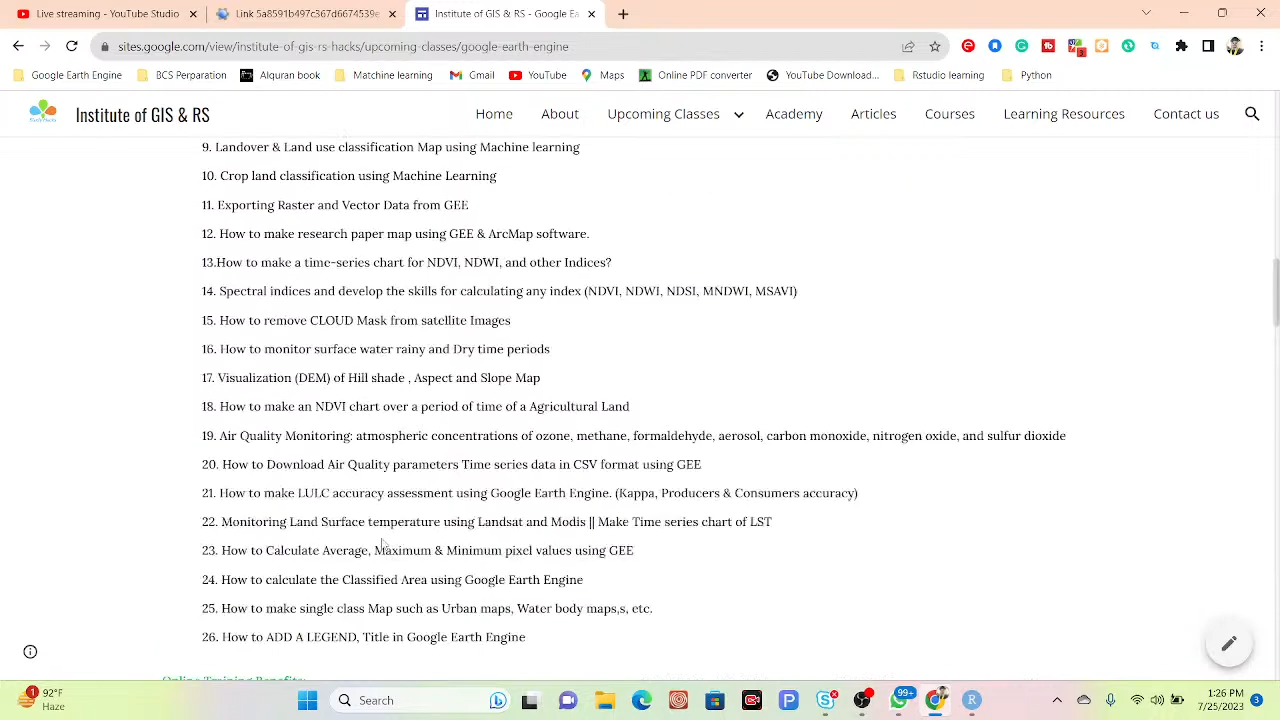 Live streaming - YouTube Studio
Link 5a8591b497c367d6674539e
Institute of GIS & RS - Google Ea
sites.google.com/view/institute-of-gis-rs-hafiz/upcoming-classes/google-earth-engine
Google Earth Engine
BCS Perparation
Alquran book
Matchine learning
Gmail
YouTube
Maps
Online PDF converter
YouTube Download...
Rstudio learning
Python
Institute of GIS & RS
Home
About
Upcoming Classes
Academy
Articles
Courses
Learning Resources
Contact us
9. Landover & Land use classification Map using Machine learning
10. Crop land classification using Machine Learning
11. Exporting Raster and Vector Data from GEE
12. How to make research paper map using GEE & ArcMap software.
13.How to make a time-series chart for NDVI, NDWI, and other Indices?
14. Spectral indices and develop the skills for calculating any index (NDVI, NDWI, NDSI, MNDWI, MSAVI)
15. How to remove CLOUD Mask from satellite Images
16. How to monitor surface water rainy and Dry time periods
17. Visualization (DEM) of Hill shade , Aspect and Slope Map
18. How to make an NDVI chart over a period of time of a Agricultural Land
19. Air Quality Monitoring: atmospheric concentrations of ozone, methane, formaldehyde, aerosol, carbon monoxide, nitrogen oxide, and sulfur dioxide
20. How to Download Air Quality parameters Time series data in CSV format using GEE
21. How to make LULC accuracy assessment using Google Earth Engine. (Kappa, Producers & Consumers accuracy)
22. Monitoring Land Surface temperature using Landsat and Modis || Make Time series chart of LST
23. How to Calculate Average, Maximum & Minimum pixel values using GEE
24. How to calculate the Classified Area using Google Earth Engine
25. How to make single class Map such as Urban maps, Water body maps,s, etc.
26. How to ADD A LEGEND, Title in Google Earth Engine
Online Training Benefits:
1
92°F
Haze
Search
99+
1:26 PM
7/25/2023
3